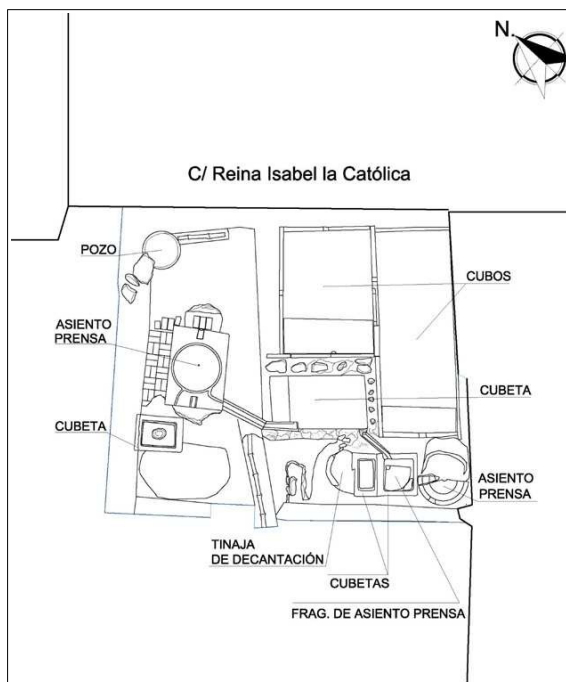 N.
C/ Reina Isabel la Católica
POZO
CUBOS
ASIENTO
PRENSA
CUBETA
CUBETA
ASIENTO
PRENSA
TINAJA
DE DECANTACIÓN
CUBETAS
FRAG. DE ASIENTO PRENSA